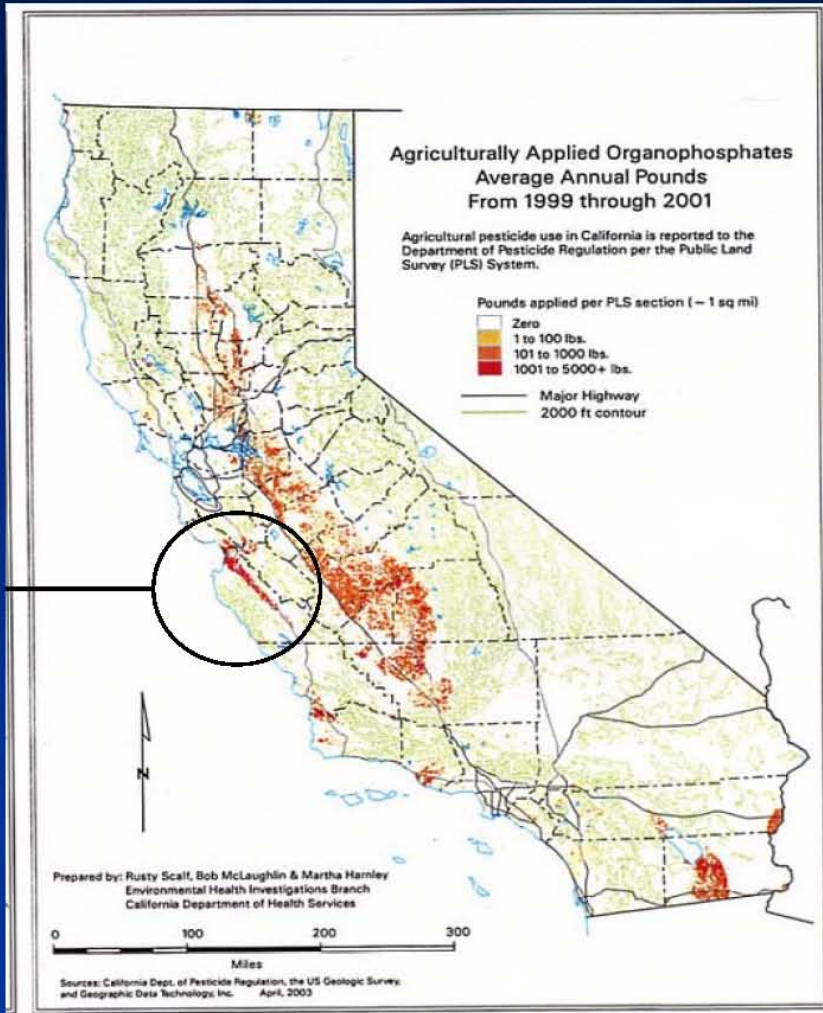 Agriculturally Applied Organophosphates
Average Annual Pounds
From 1999 through 2001
Agricultural pesticide use in California is reported to the
Department of Pesticide Regulation per the Public Land
Survey (PLS) System.
Pounds applied per PLS section ( ~ 1 sq mi)
Zero
1 to 100 lbs.
101 to 1000 lbs.
1001 to 5000+ lbs.
Major Highway
2000 ft contour
N
Prepared by: Rusty Scalf, Bob McLaughlin & Martha Harnley
Environmental Health Investigations Branch
California Department of Health Services
0 100 200 300
Miles
Sources: California Dept. of Pesticide Regulation, the US Geologic Survey,
and Geographic Data Technology, Inc. April, 2003